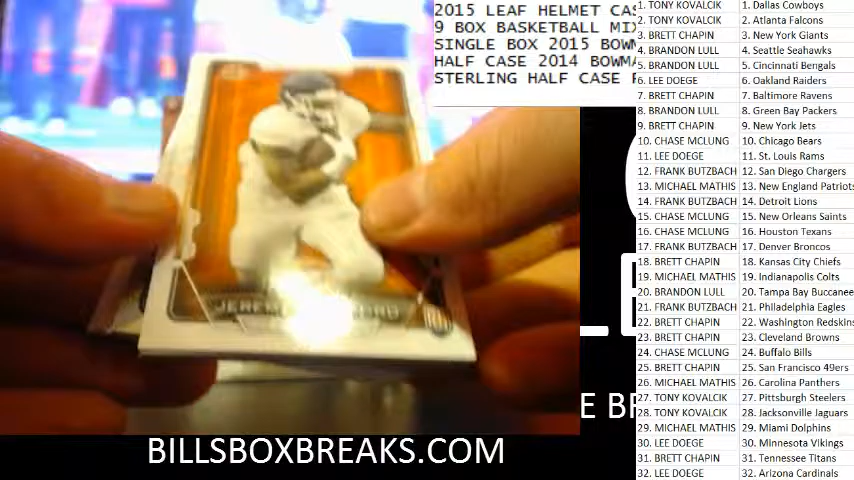 2015 LEAF HELMET CAS
9 BOX BASKETBALL MIX
SINGLE BOX 2015 BOWM
HALF CASE 2014 BOWMA
STERLING HALF CASE
1. TONY KOVALCIK 1. Dallas Cowboys
2. TONY KOVALCIK 2. Atlanta Falcons
3. BRETT CHAPIN 3. New York Giants
4. BRANDON LULL 4. Seattle Seahawks
5. BRANDON LULL 5. Cincinnati Bengals
6. LEE DOEGE 6. Oakland Raiders
7. BRETT CHAPIN 7. Baltimore Ravens
8. BRANDON LULL 8. Green Bay Packers
9. BRETT CHAPIN 9. New York Jets
10. CHASE MCLUNG 10. Chicago Bears
11. LEE DOEGE 11. St. Louis Rams
12. FRANK BUTZBACH 12. San Diego Chargers
13. MICHAEL MATHIS 13. New England Patriots
14. FRANK BUTZBACH 14. Detroit Lions
15. CHASE MCLUNG 15. New Orleans Saints
16. CHASE MCLUNG 16. Houston Texans
17. FRANK BUTZBACH 17. Denver Broncos
18. BRETT CHAPIN 18. Kansas City Chiefs
19. MICHAEL MATHIS 19. Indianapolis Colts
20. BRANDON LULL 20. Tampa Bay Buccanee
21. FRANK BUTZBACH 21. Philadelphia Eagles
22. BRETT CHAPIN 22. Washington Redskins
23. BRETT CHAPIN 23. Cleveland Browns
24. CHASE MCLUNG 24. Buffalo Bills
25. BRETT CHAPIN 25. San Francisco 49ers
26. MICHAEL MATHIS 26. Carolina Panthers
27. TONY KOVALCIK 27. Pittsburgh Steelers
28. TONY KOVALCIK 28. Jacksonville Jaguars
29. MICHAEL MATHIS 29. Miami Dolphins
30. LEE DOEGE 30. Minnesota Vikings
31. BRETT CHAPIN 31. Tennessee Titans
32. LEE DOEGE 32. Arizona Cardinals
E BR
BILLSBOXBREAKS.COM